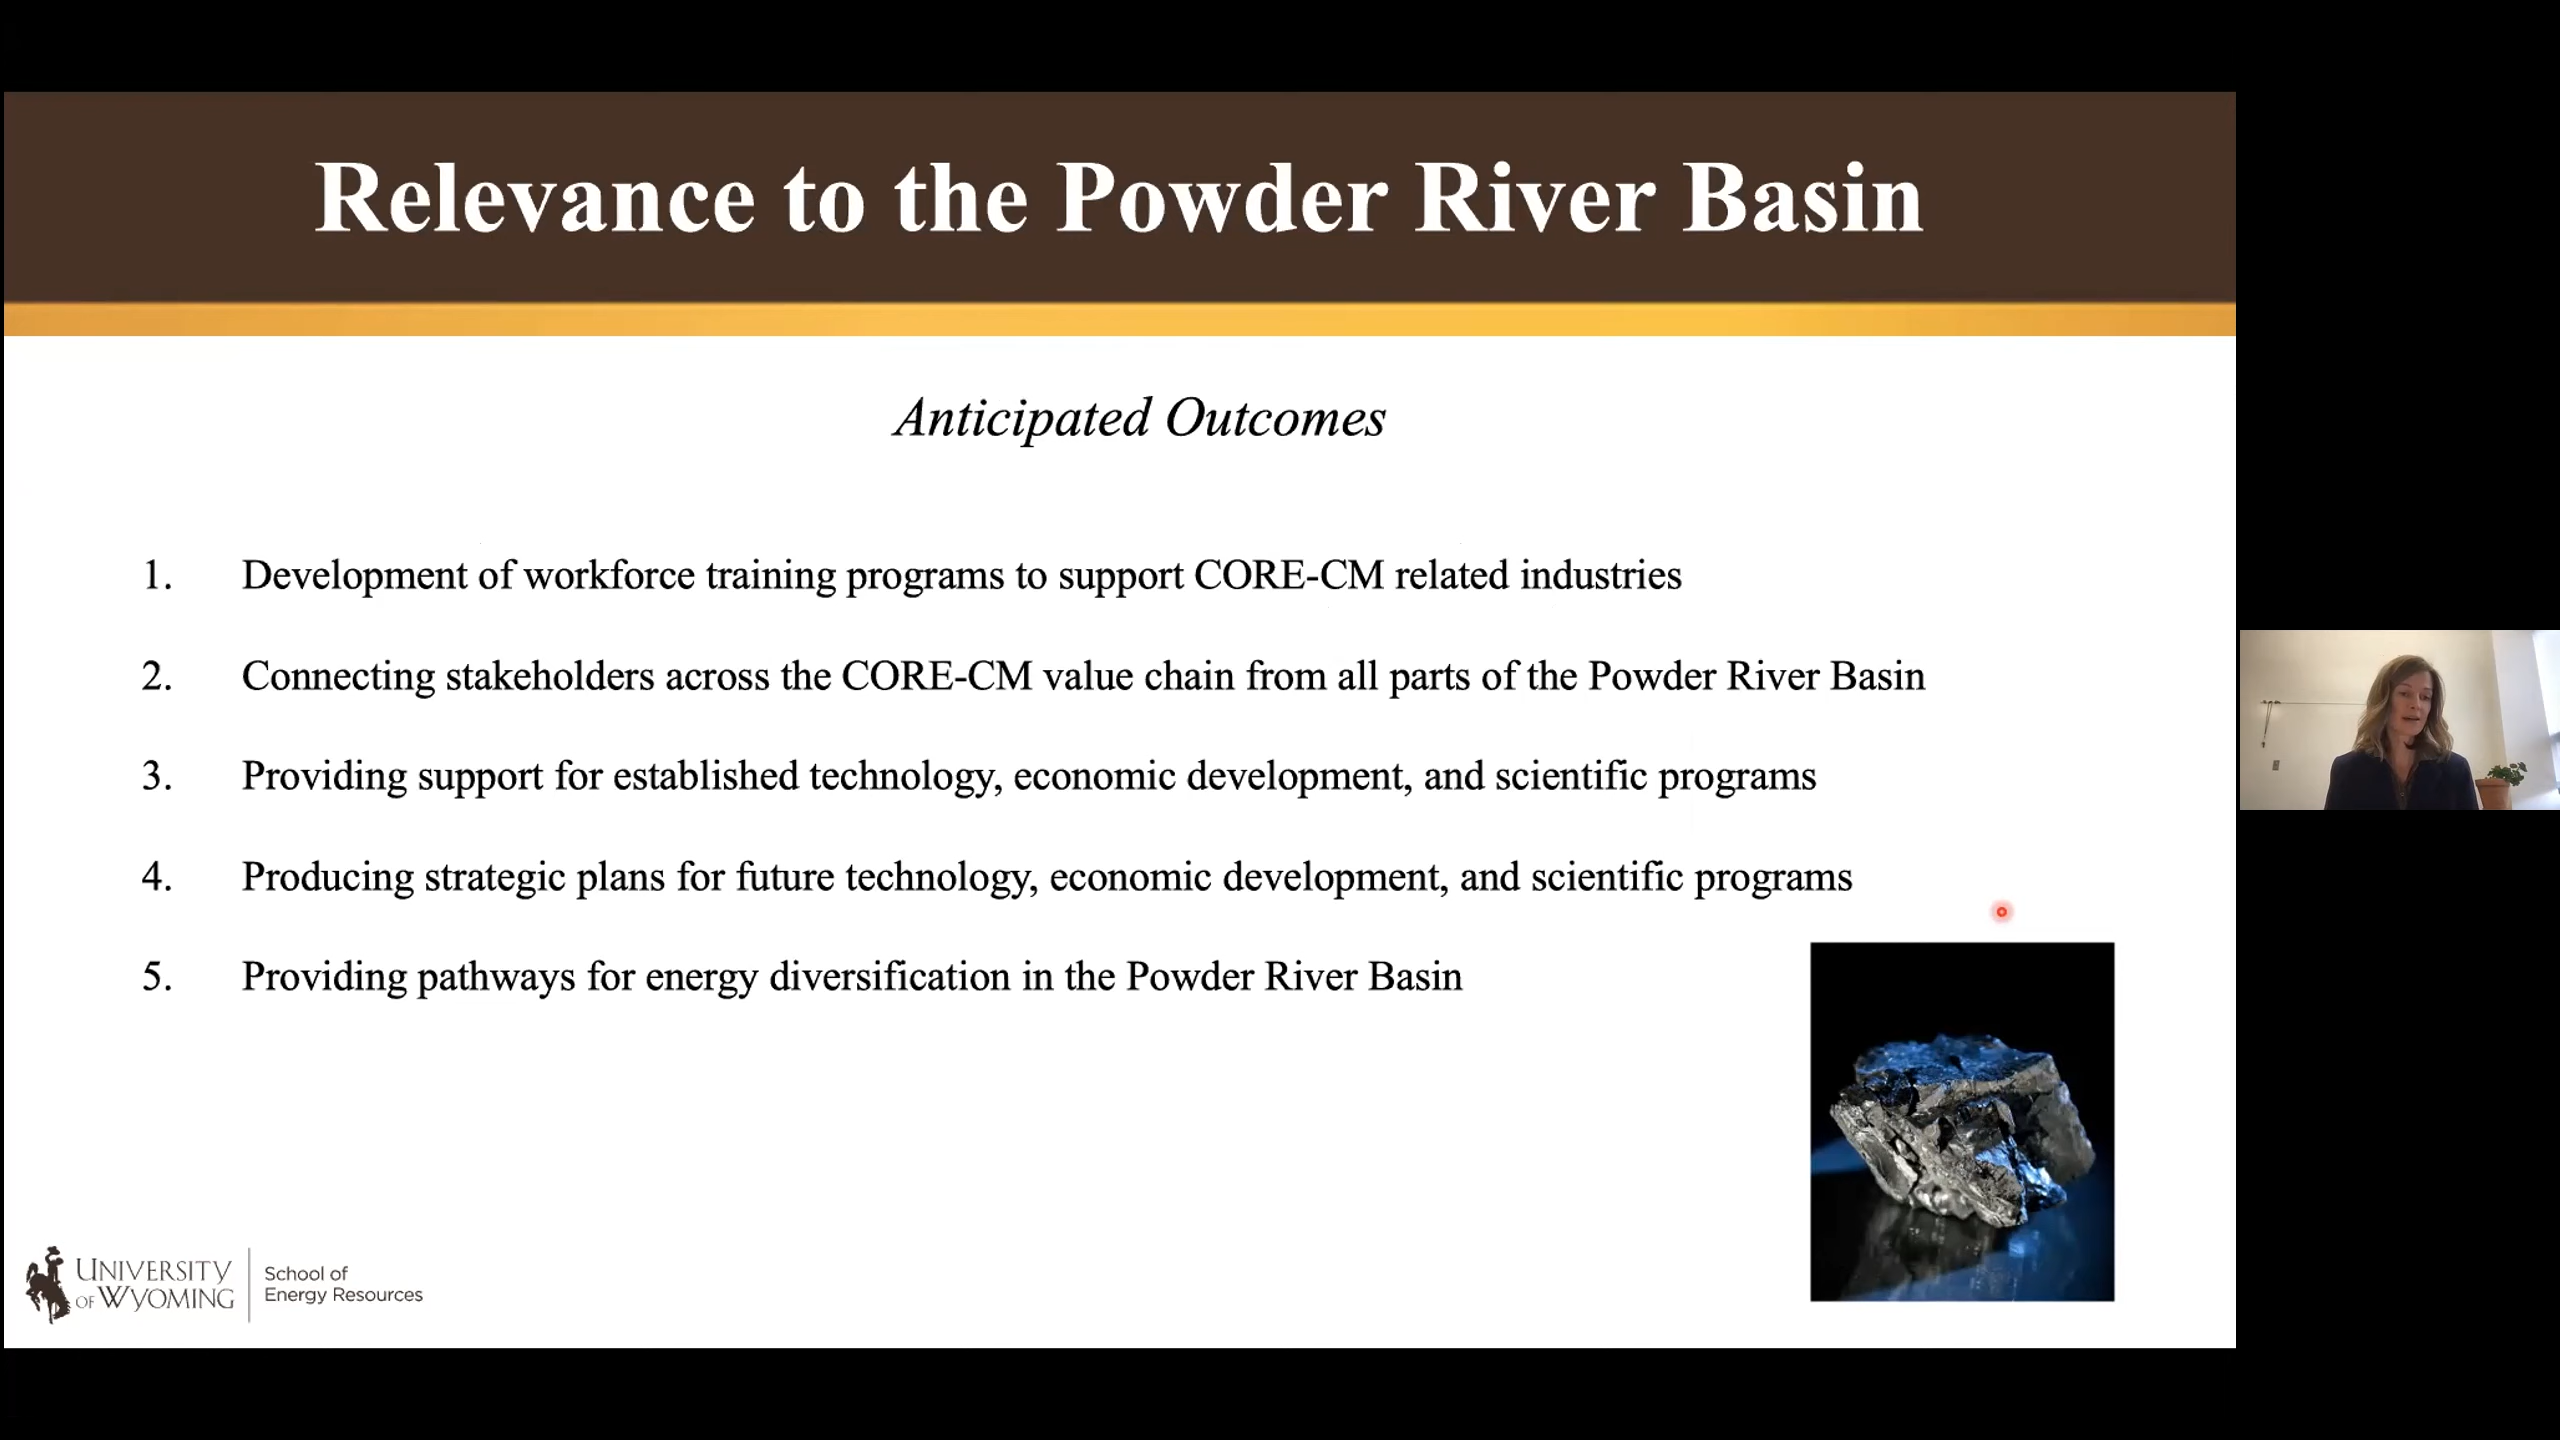 Relevance to the Powder River Basin
Anticipated Outcomes
1. Development of workforce training programs to support CORE-CM related industries
2. Connecting stakeholders across the CORE-CM value chain from all parts of the Powder River Basin
3. Providing support for established technology, economic development, and scientific programs
4. Producing strategic plans for future technology, economic development, and scientific programs
5. Providing pathways for energy diversification in the Powder River Basin
UNIVERSITY
OF WYOMING
School of
Energy Resources